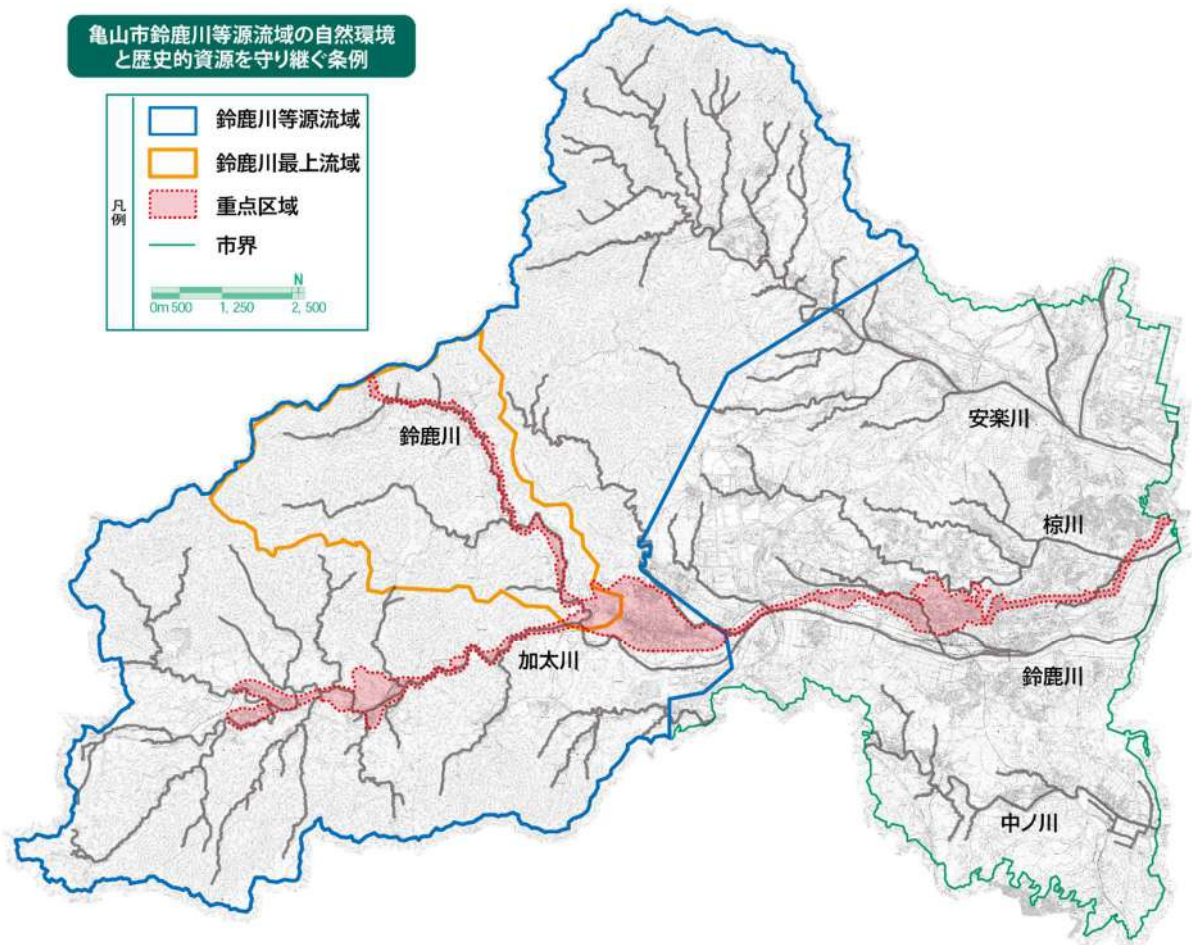 亀山市鈴鹿川等源流域の自然環境
と歴史的資源を守り継ぐ条例
凡例
鈴鹿川等源流域
鈴鹿川最上流域
重点区域
市界
N
0m 500 1, 250 2, 500
鈴鹿川
安楽川
椋川
加太川
鈴鹿川
中ノ川